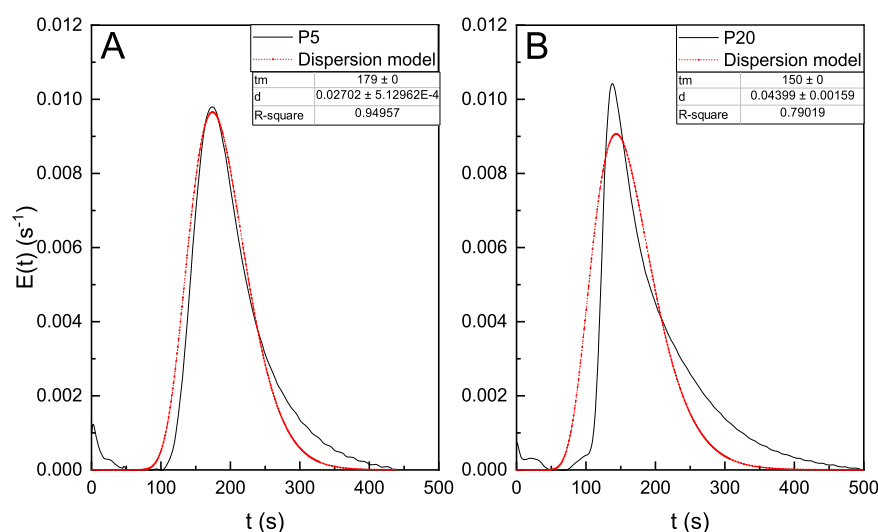 A
P5
Dispersion model
tm 179 ± 0
d 0.02702 ± 5.12962E-4
R-square 0.94957
0.012
0.010
0.008
0.006
0.004
0.002
0.000
E(t) (s-1)
0 100 200 300 400 500
t (s)
B
P20
Dispersion model
tm 150 ± 0
d 0.04399 ± 0.00159
R-square 0.79019
0.012
0.010
0.008
0.006
0.004
0.002
0.000
0 100 200 300 400 500
t (s)